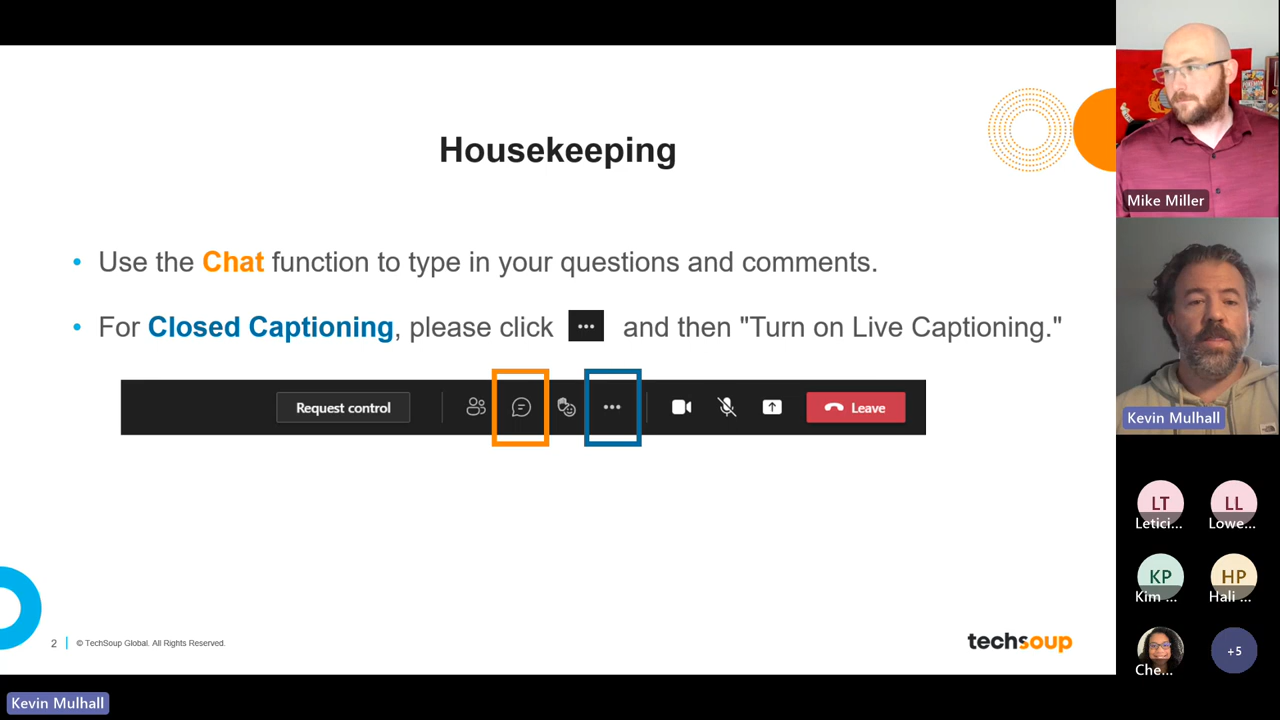 Housekeeping
• Use the Chat function to type in your questions and comments.
• For Closed Captioning, please click ... and then "Turn on Live Captioning."
Request control
Leave
2 | © TechSoup Global. All Rights Reserved.
techsoup
Mike Miller
Kevin Mulhall
LT LL
Letici... Lowe...
KP HP
Kim ... Hali ...
Che... +5
Kevin Mulhall